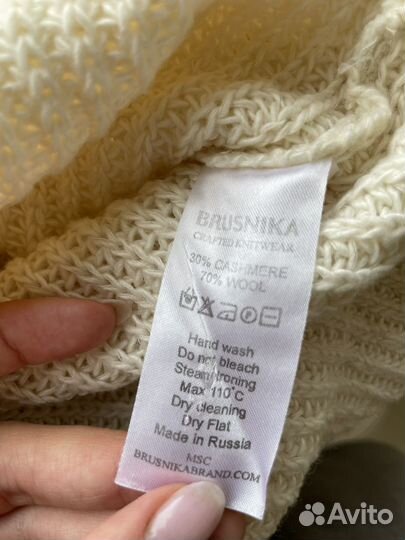 BRUSNIKA
CRAFTED KNITWEAR
30% CASHMERE
70% WOOL
Hand wash
Do not bleach
Steam ironing
Max 110°C
Dry cleaning
Dry Flat
Made in Russia
MSC
BRUSNIKABRAND.COM
Avito